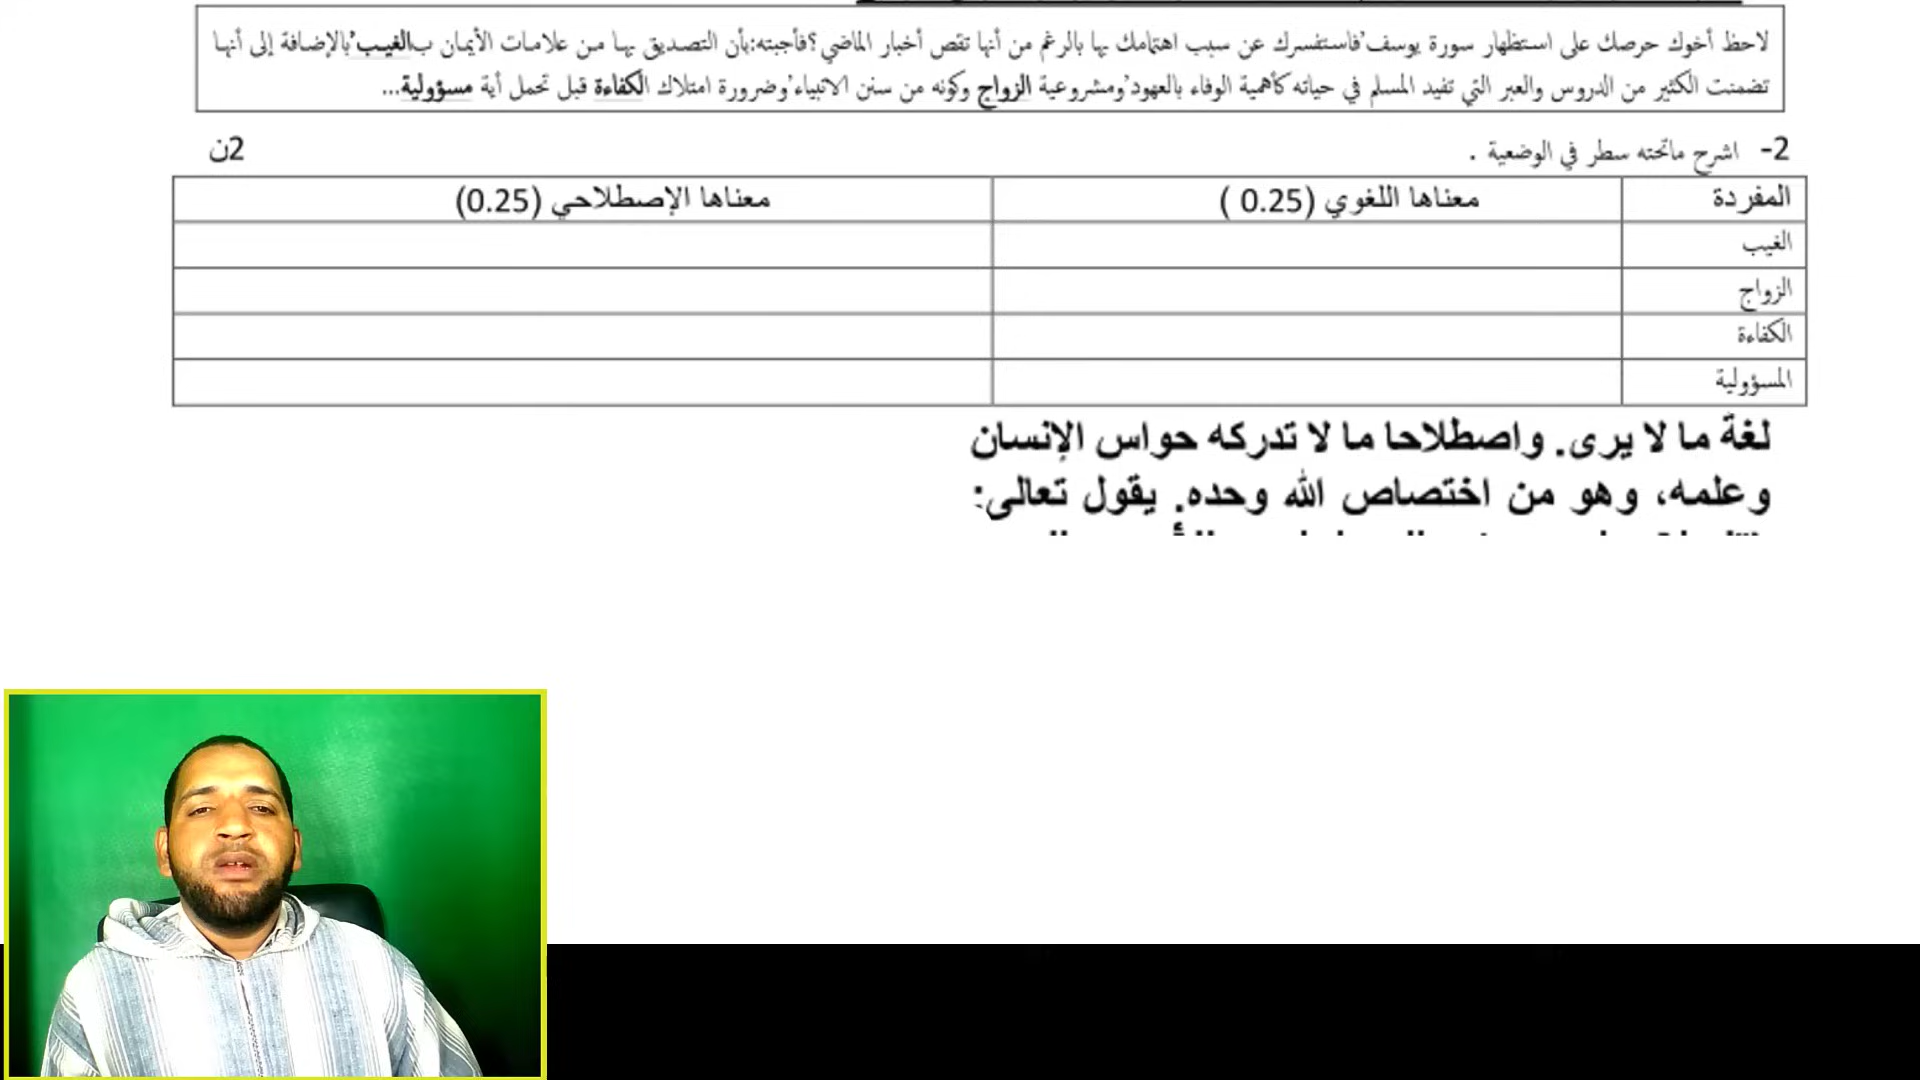 لاحظ أخوك حرصك على استظهار سورة يوسف'فاستفسرك عن سبب اهتمامك بها بالرغم من أنها تقص أخبار الماضي؟فأجبته:بأن التصديق بها من علامات الأيمان بالغيب'بالإضافة إلى أنها
تضمنت الكثير من الدروس والعبر التي تفيد المسلم في حياته كأهمية الوفاء بالعهود'ومشروعية الزواج وكونه من سنن الانبياء'وضرورة امتلاك الكفاءة قبل تحمل أية مسؤولية...
2- اشرح ماتحته سطر في الوضعية . 2ن
المفردة معناها اللغوي (0.25 ) معناها الإصطلاحي (0.25)
الغيب
الزواج
الكفاءة
المسؤولية
لغة ما لا يرى. واصطلاحا ما لا تدركه حواس الإنسان
وعلمه، وهو من اختصاص الله وحده. يقول تعالى: